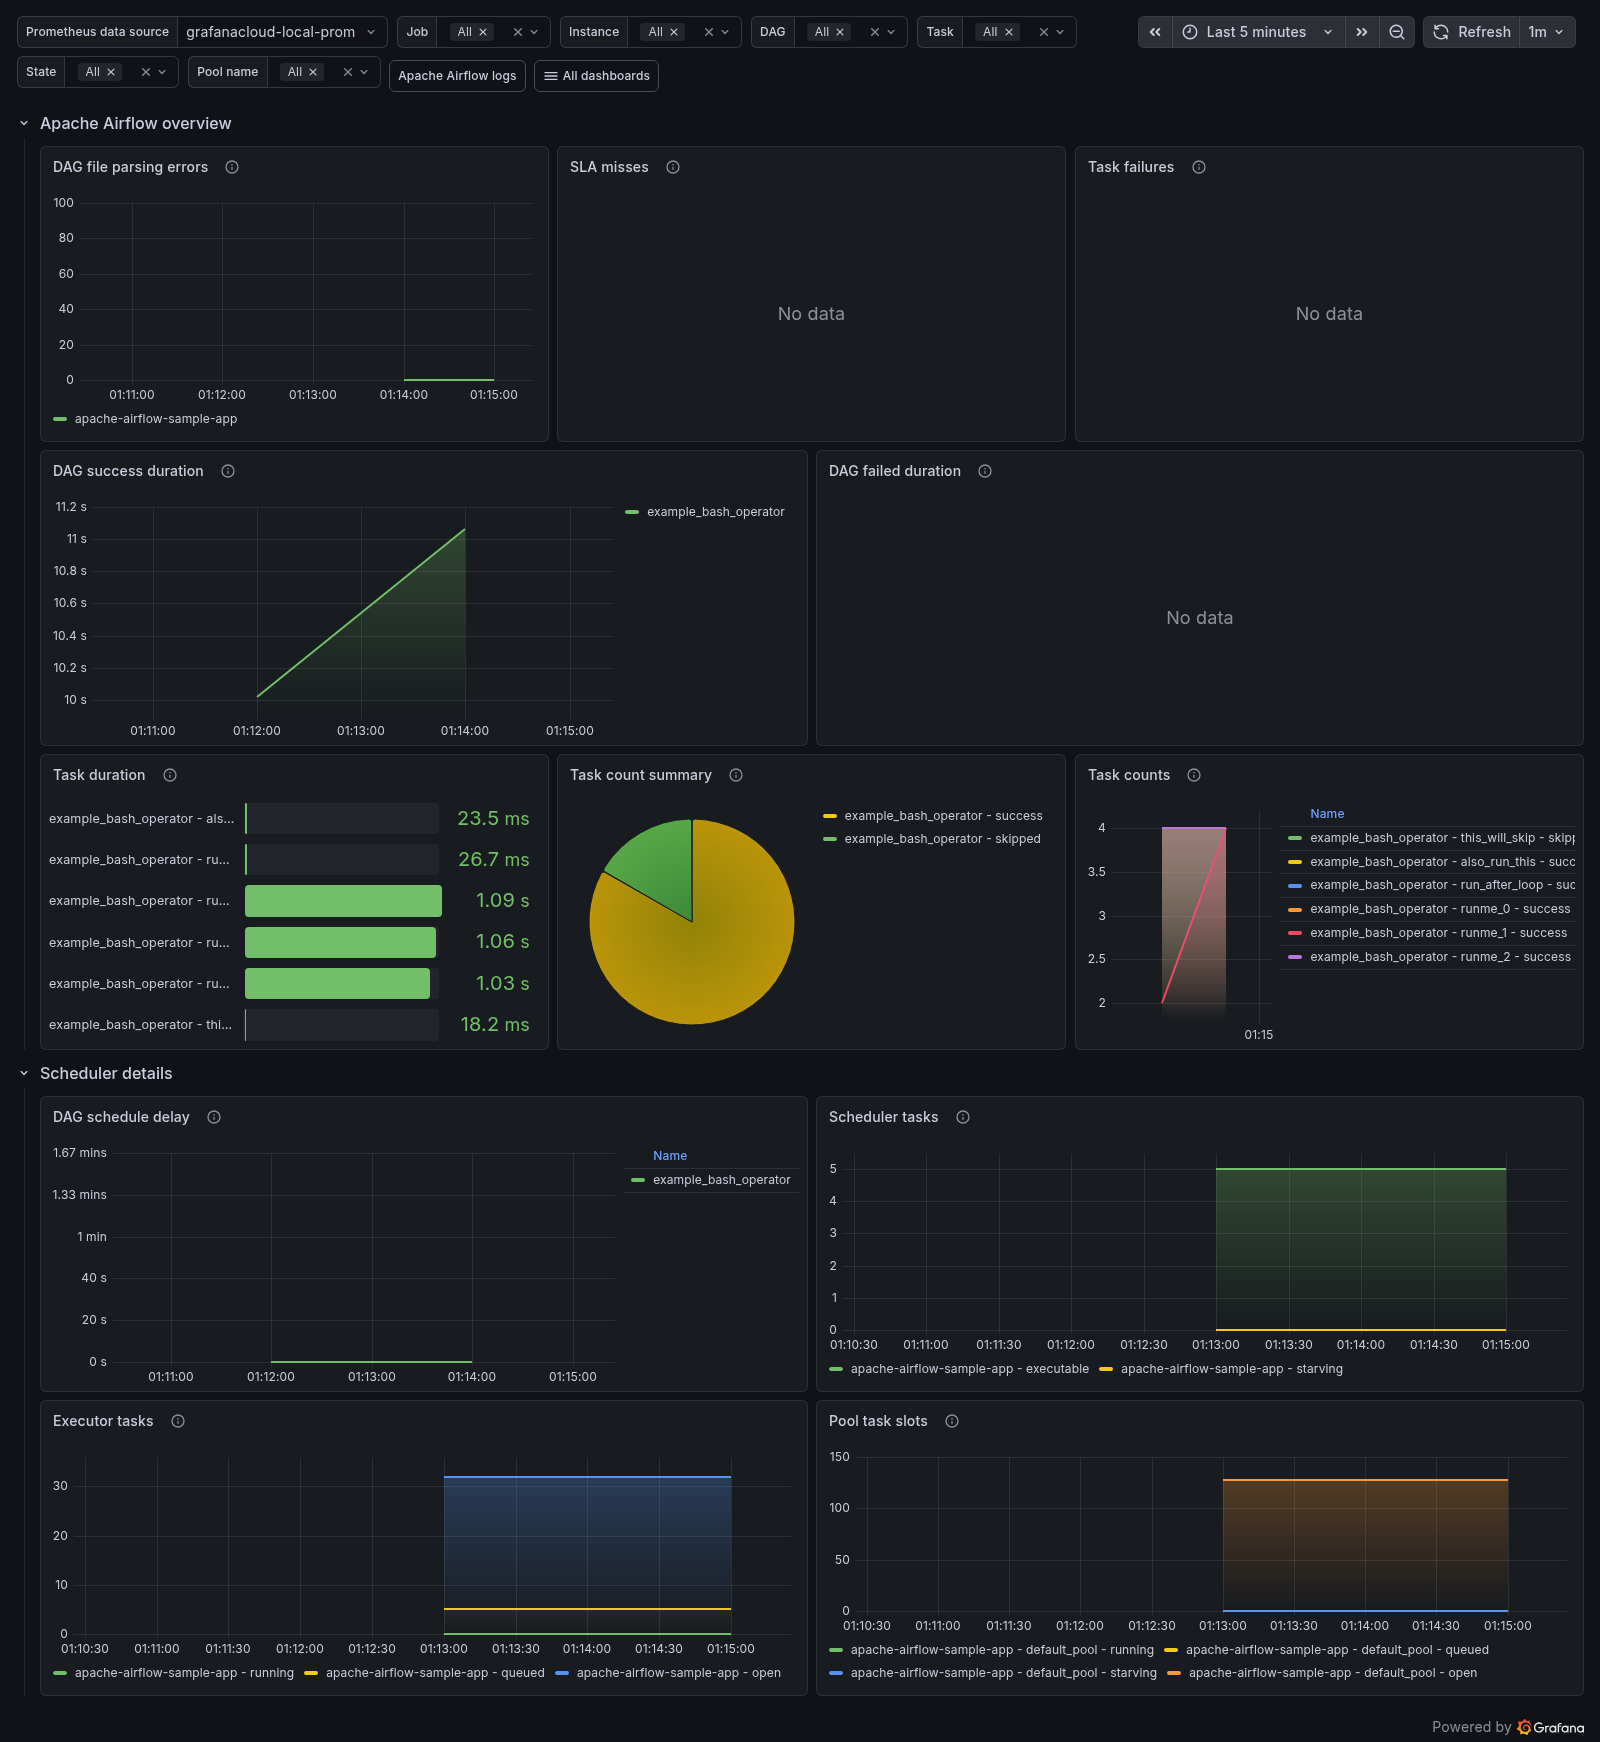 Prometheus data source grafanacloud-local-prom Job All Instance All DAG All Task All Last 5 minutes Refresh 1m
State All Pool name All Apache Airflow logs All dashboards
Apache Airflow overview
DAG file parsing errors
100
80
60
40
20
0
01:11:00 01:12:00 01:13:00 01:14:00 01:15:00
apache-airflow-sample-app
SLA misses
No data
Task failures
No data
DAG success duration
11.2 s
11 s
10.8 s
10.6 s
10.4 s
10.2 s
10 s
01:11:00 01:12:00 01:13:00 01:14:00 01:15:00
example_bash_operator
DAG failed duration
No data
Task duration
example_bash_operator - als... 23.5 ms
example_bash_operator - ru... 26.7 ms
example_bash_operator - ru... 1.09 s
example_bash_operator - ru... 1.06 s
example_bash_operator - ru... 1.03 s
example_bash_operator - thi... 18.2 ms
Task count summary
example_bash_operator - success
example_bash_operator - skipped
Task counts
4
3.5
3
2.5
2
01:15
Name
example_bash_operator - this_will_skip - skipp
example_bash_operator - also_run_this - succ
example_bash_operator - run_after_loop - suc
example_bash_operator - runme_0 - success
example_bash_operator - runme_1 - success
example_bash_operator - runme_2 - success
Scheduler details
DAG schedule delay
1.67 mins
1.33 mins
1 min
40 s
20 s
0 s
01:11:00 01:12:00 01:13:00 01:14:00 01:15:00
Name
example_bash_operator
Scheduler tasks
5
4
3
2
1
0
01:10:30 01:11:00 01:11:30 01:12:00 01:12:30 01:13:00 01:13:30 01:14:00 01:14:30 01:15:00
apache-airflow-sample-app - executable apache-airflow-sample-app - starving
Executor tasks
30
20
10
0
01:10:30 01:11:00 01:11:30 01:12:00 01:12:30 01:13:00 01:13:30 01:14:00 01:14:30 01:15:00
apache-airflow-sample-app - running apache-airflow-sample-app - queued apache-airflow-sample-app - open
Pool task slots
150
100
50
0
01:10:30 01:11:00 01:11:30 01:12:00 01:12:30 01:13:00 01:13:30 01:14:00 01:14:30 01:15:00
apache-airflow-sample-app - default_pool - running apache-airflow-sample-app - default_pool - queued
apache-airflow-sample-app - default_pool - starving apache-airflow-sample-app - default_pool - open
Powered by Grafana